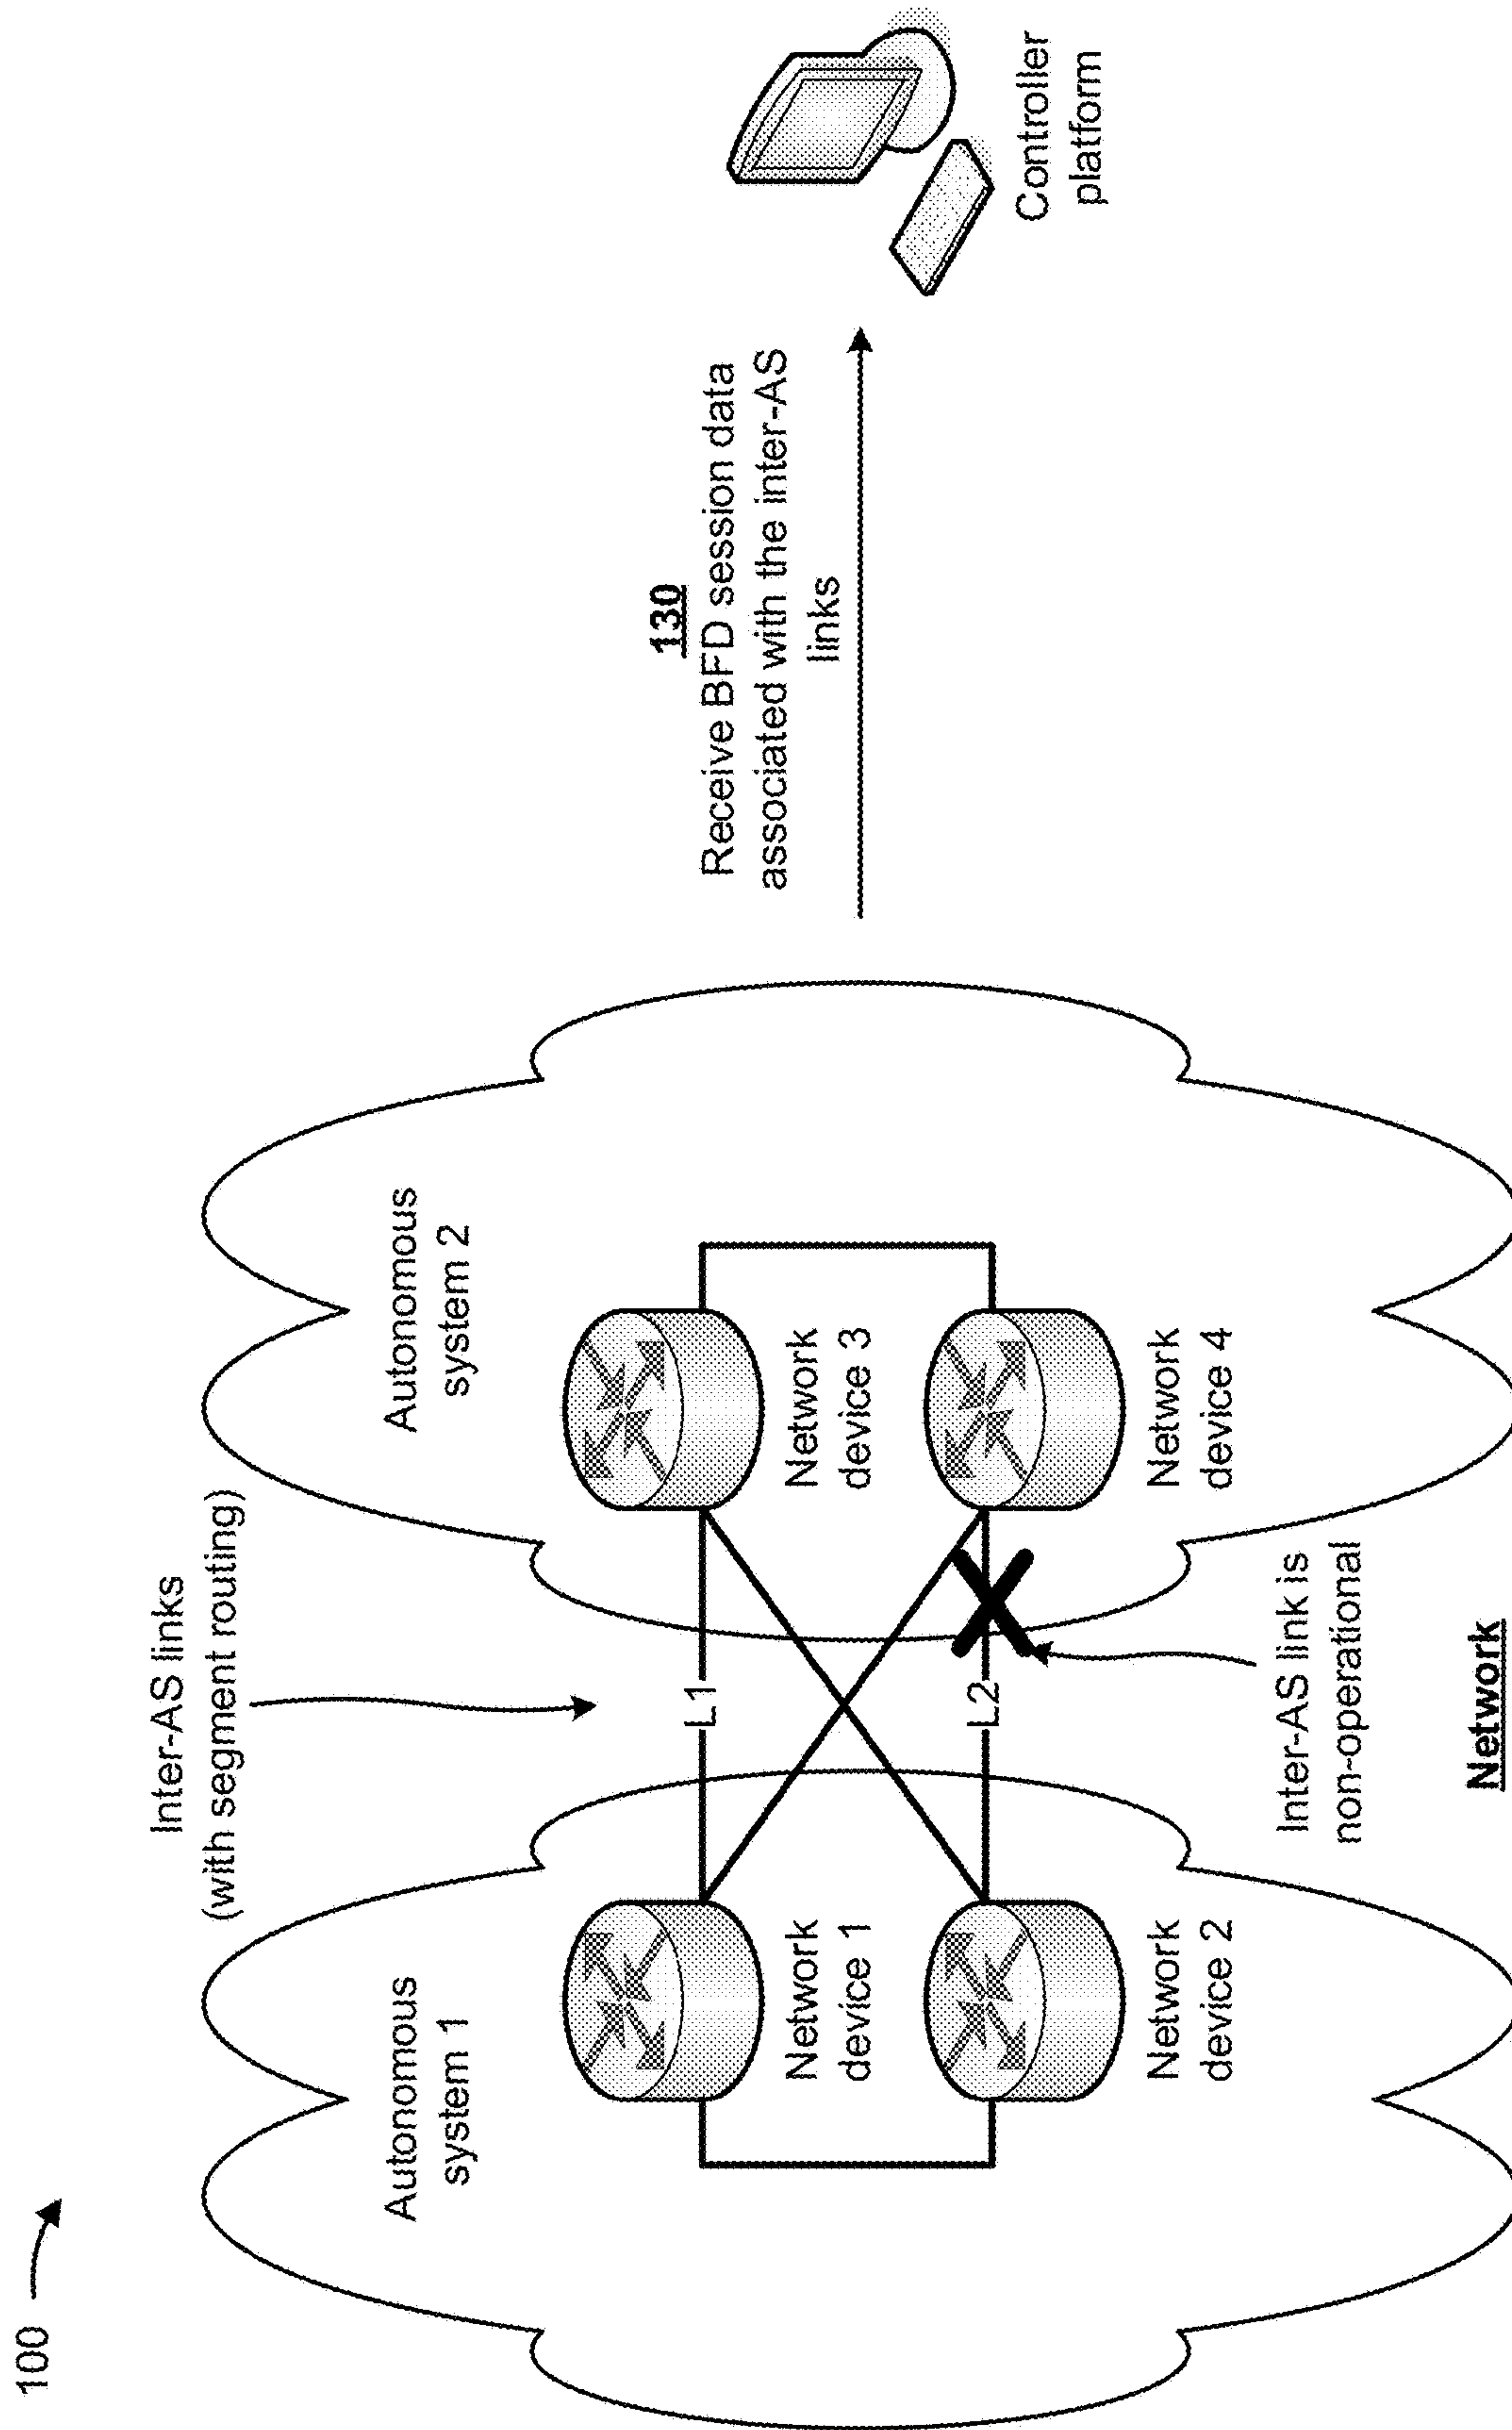 100
Inter-AS links
(with segment routing)
Autonomous
system 1
Autonomous
system 2
Network
device 1
Network
device 2
Network
device 3
Network
device 4
L1
L2
Inter-AS link is
non-operational
Network
130
Receive BFD session data
associated with the inter-AS
links
Controller
platform